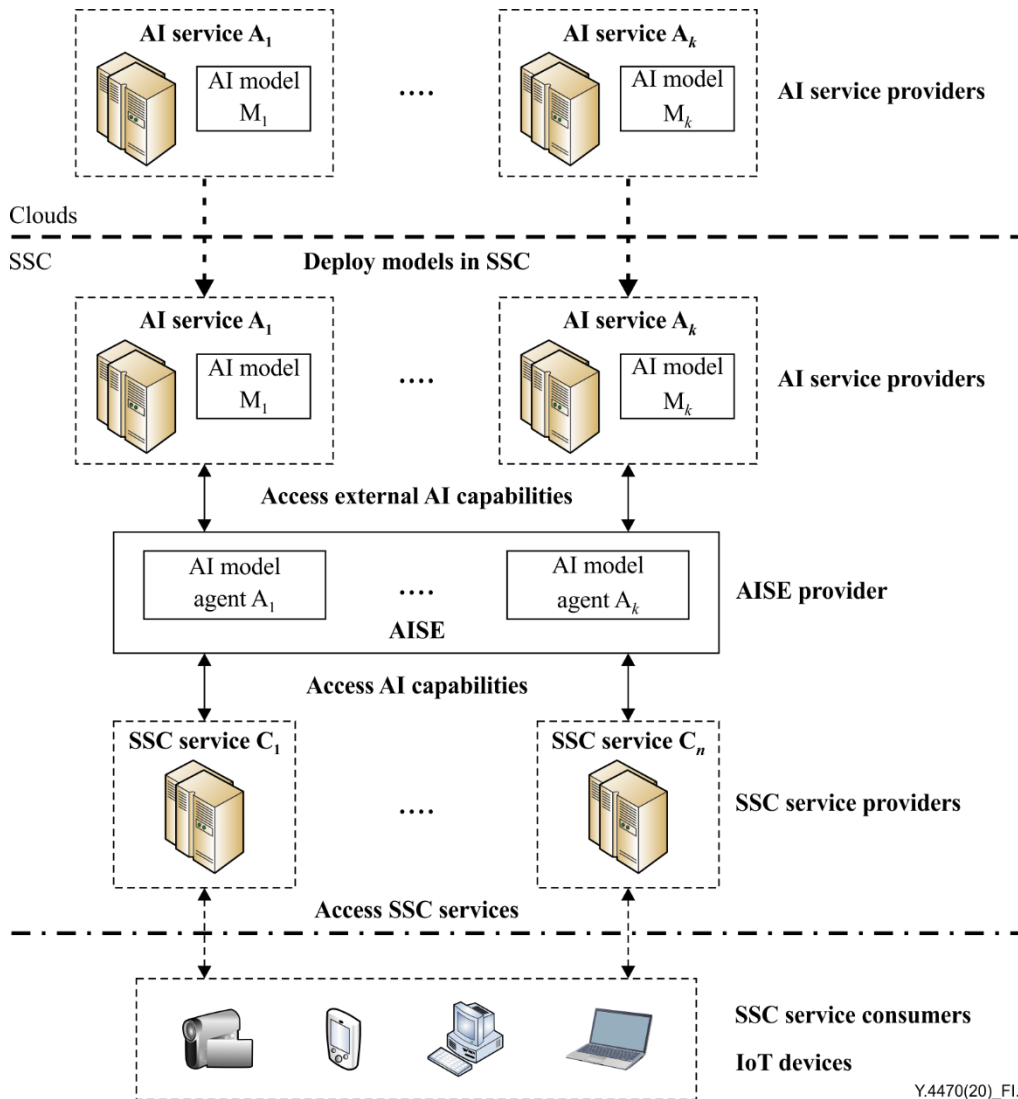 AI service A₁
AI service Aₖ
AI model
M₁
....
AI model
Mₖ
AI service providers
Clouds
SSC
Deploy models in SSC
AI service A₁
AI service Aₖ
AI model
M₁
....
AI model
Mₖ
AI service providers
Access external AI capabilities
AI model
agent A₁
....
AI model
agent Aₖ
AISE
AISE provider
Access AI capabilities
SSC service C₁
SSC service Cₙ
....
SSC service providers
Access SSC services
SSC service consumers
IoT devices
Y.4470(20)_FI.